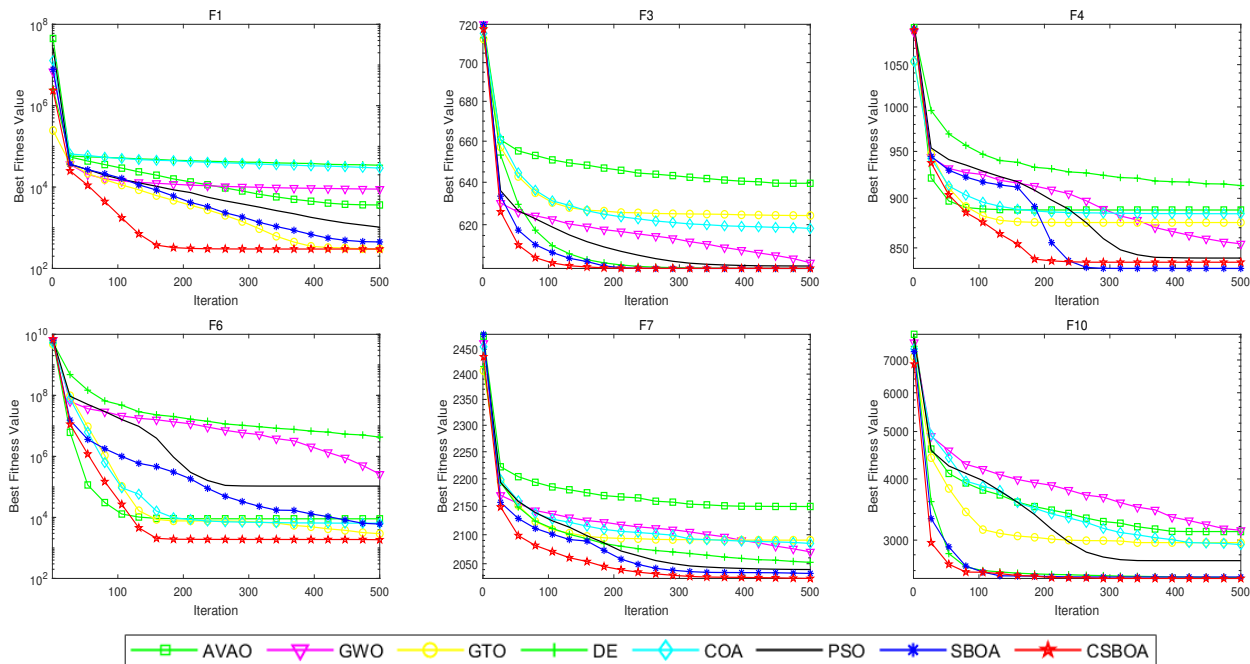 F1
Best Fitness Value
10^8
10^6
10^4
10^2
0 100 200 300 400 500
Iteration
F3
Best Fitness Value
720
700
680
660
640
620
0 100 200 300 400 500
Iteration
F4
Best Fitness Value
1050
1000
950
900
850
0 100 200 300 400 500
Iteration
F6
Best Fitness Value
10^10
10^8
10^6
10^4
10^2
0 100 200 300 400 500
Iteration
F7
Best Fitness Value
2450
2400
2350
2300
2250
2200
2150
2100
2050
0 100 200 300 400 500
Iteration
F10
Best Fitness Value
7000
6000
5000
4000
3000
0 100 200 300 400 500
Iteration
AVAO GWO GTO DE COA PSO SBOA CSBOA